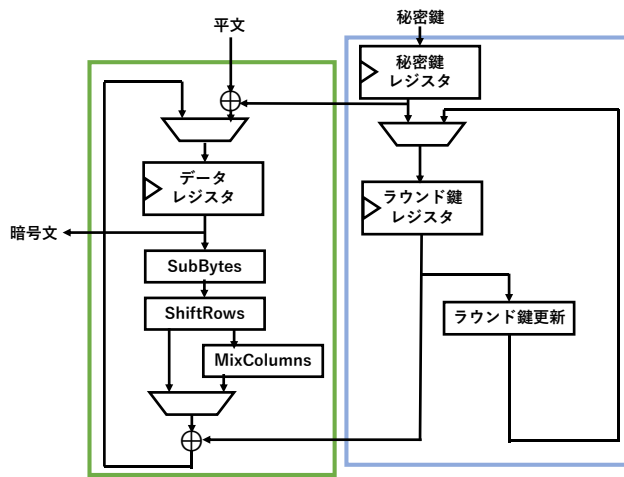 平文
秘密鍵
秘密鍵
レジスタ
データ
レジスタ
ラウンド鍵
レジスタ
暗号文
SubBytes
ShiftRows
ラウンド鍵更新
MixColumns